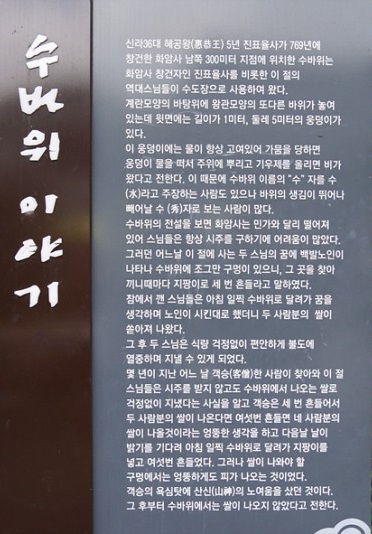 수바위 이야기
신라36대 혜공왕(惠恭王) 5년 진표율사가 769년에
창건한 화암사 남쪽 300미터 지점에 위치한 수바위는
화암사 창건자인 진표율사를 비롯한 이 절의
역대스님들이 수도장으로 사용하여 왔다.
계란모양의 바탕위에 왕관모양의 또다른 바위가 놓여
있는데 윗면에는 길이가 1미터, 둘레 5미터의 웅덩이가
있다.
이 웅덩이에는 물이 항상 고여있어 가뭄을 당하면
웅덩이 물을 떠서 주위에 뿌리고 기우제를 올리면 비가
왔다고 전한다. 이 때문에 수바위 이름의 "수" 자를 수
(水)라고 주장하는 사람도 있으나 바위의 생김이 뛰어나
빼어날 수 (秀)자로 보는 사람이 많다.
수바위의 전설을 보면 화암사는 민가와 달리 떨어져
있어 스님들은 항상 시주를 구하기에 어려움이 많았다.
그러던 어느날 이 절에 사는 두 스님의 꿈에 백발노인이
나타나 수바위에 조그만 구멍이 있으니, 그 곳을 찾아
끼니때마다 지팡이로 세 번 흔들라고 말하였다.
잠에서 깬 스님들은 아침 일찍 수바위로 달려가 꿈을
생각하며 노인이 시킨대로 했더니 두 사람분의 쌀이
쏟아져 나왔다.
그 후 두 스님은 식량 걱정없이 편안하게 불도에
열중하며 지낼 수 있게 되었다.
몇 년이 지난 어느 날 객승(客僧)한 사람이 찾아와 이 절
스님들은 시주를 받지 않고도 수바위에서 나오는 쌀로
걱정없이 지냈다는 사실을 알고 객승은 세 번 흔들어서
두 사람분의 쌀이 나온다면 여섯번 흔들면 네 사람분의
쌀이 나올것이라는 엉뚱한 생각을 하고 다음날 날이
밝기를 기다려 아침 일찍 수바위로 달려가 지팡이를
넣고 여섯번 흔들었다. 그러나 쌀이 나와야 할
구멍에서는 엉뚱하게도 피가 나오는 것이었다.
객승의 욕심탓에 산신(山神)의 노여움을 샀던 것이다.
그 후부터 수바위에서는 쌀이 나오지 않았다고 전한다.